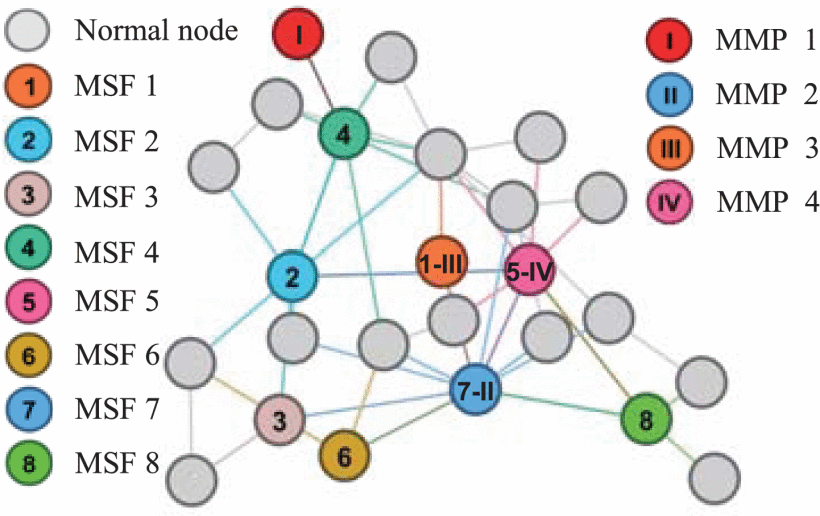 Normal node
1 MSF 1
2 MSF 2
3 MSF 3
4 MSF 4
5 MSF 5
6 MSF 6
7 MSF 7
8 MSF 8
I
4
2
1-III
5-IV
7-II
3
6
8
I MMP 1
II MMP 2
III MMP 3
IV MMP 4